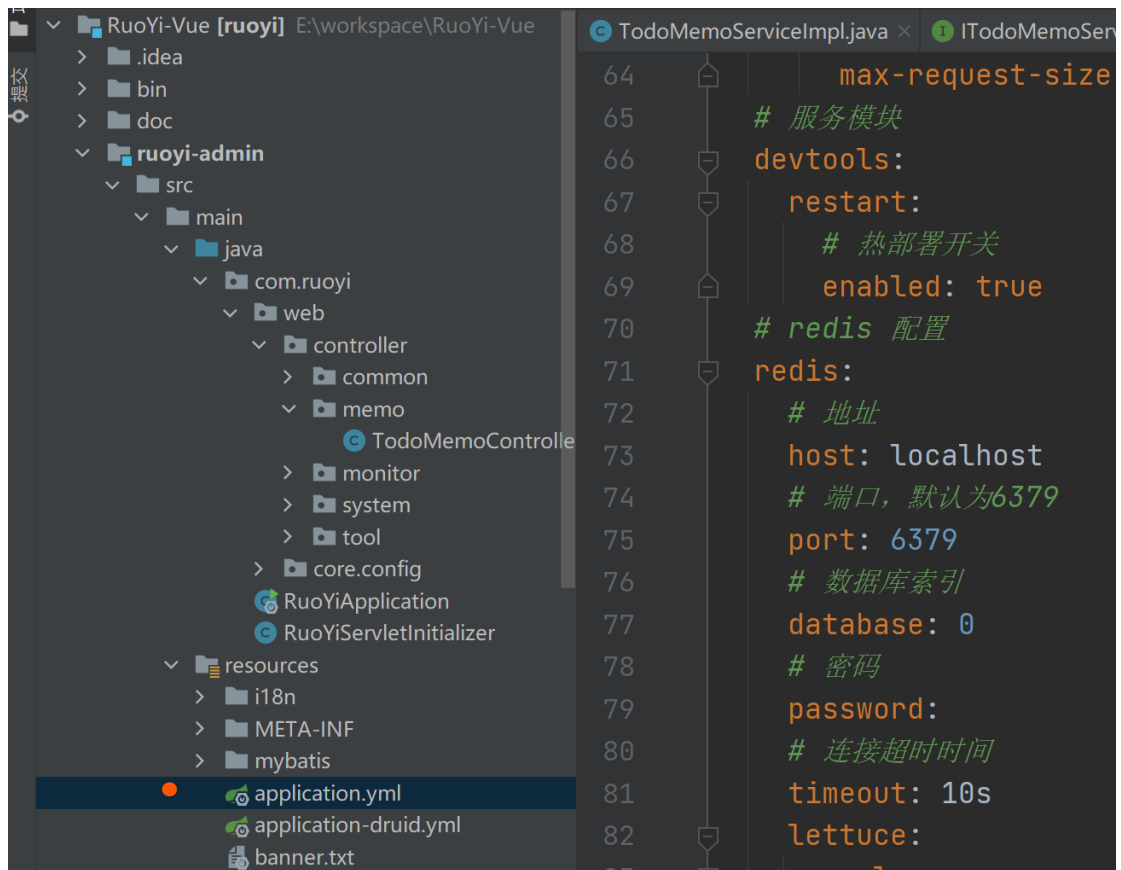 RuoYi-Vue [ruoyi] E:\workspace\RuoYi-Vue
.idea
bin
doc
ruoyi-admin
src
main
java
com.ruoyi
web
controller
common
memo
TodoMemoControlle
monitor
system
tool
core.config
RuoYiApplication
RuoYiServletInitializer
resources
i18n
META-INF
mybatis
application.yml
application-druid.yml
banner.txt
提交
TodoMemoServiceImpl.java × ITodoMemoSer
64 max-request-size
65 # 服务模块
66 devtools:
67 restart:
68 # 热部署开关
69 enabled: true
70 # redis 配置
71 redis:
72 # 地址
73 host: localhost
74 # 端口，默认为6379
75 port: 6379
76 # 数据库索引
77 database: 0
78 # 密码
79 password:
80 # 连接超时时间
81 timeout: 10s
82 lettuce: